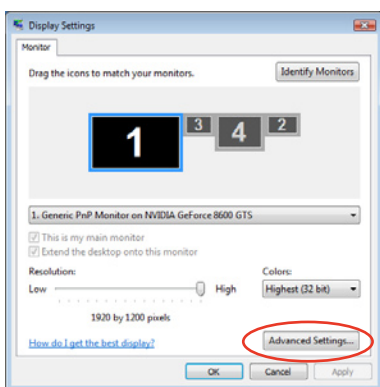 Display Settings
Monitor
Drag the icons to match your monitors.
Identify Monitors
1
3
4
2
1. Generic PnP Monitor on NVIDIA GeForce 8600 GTS
This is my main monitor
Extend the desktop onto this monitor
Resolution:
Colors:
Low
High
Highest (32 bit)
1920 by 1200 pixels
How do I get the best display?
Advanced Settings...
OK
Cancel
Apply